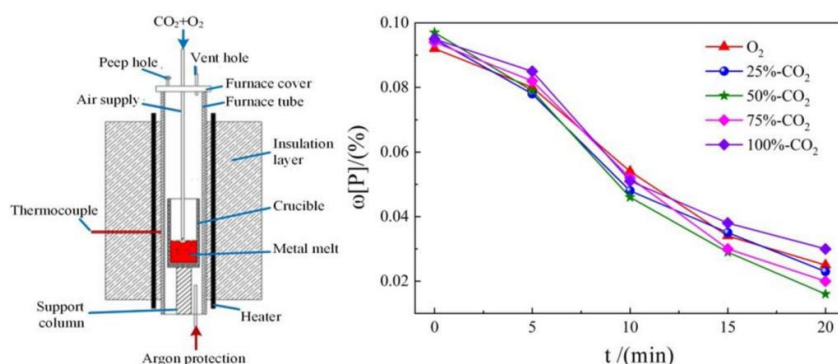 CO2+O2
Peep hole
Vent hole
Furnace cover
Air supply
Furnace tube
Insulation
layer
Thermocouple
Crucible
Metal melt
Support
column
Heater
Argon protection
ω[P]/(%)
0.10
0.08
0.06
0.04
0.02
O2
25%-CO2
50%-CO2
75%-CO2
100%-CO2
0
5
10
15
20
t /(min)